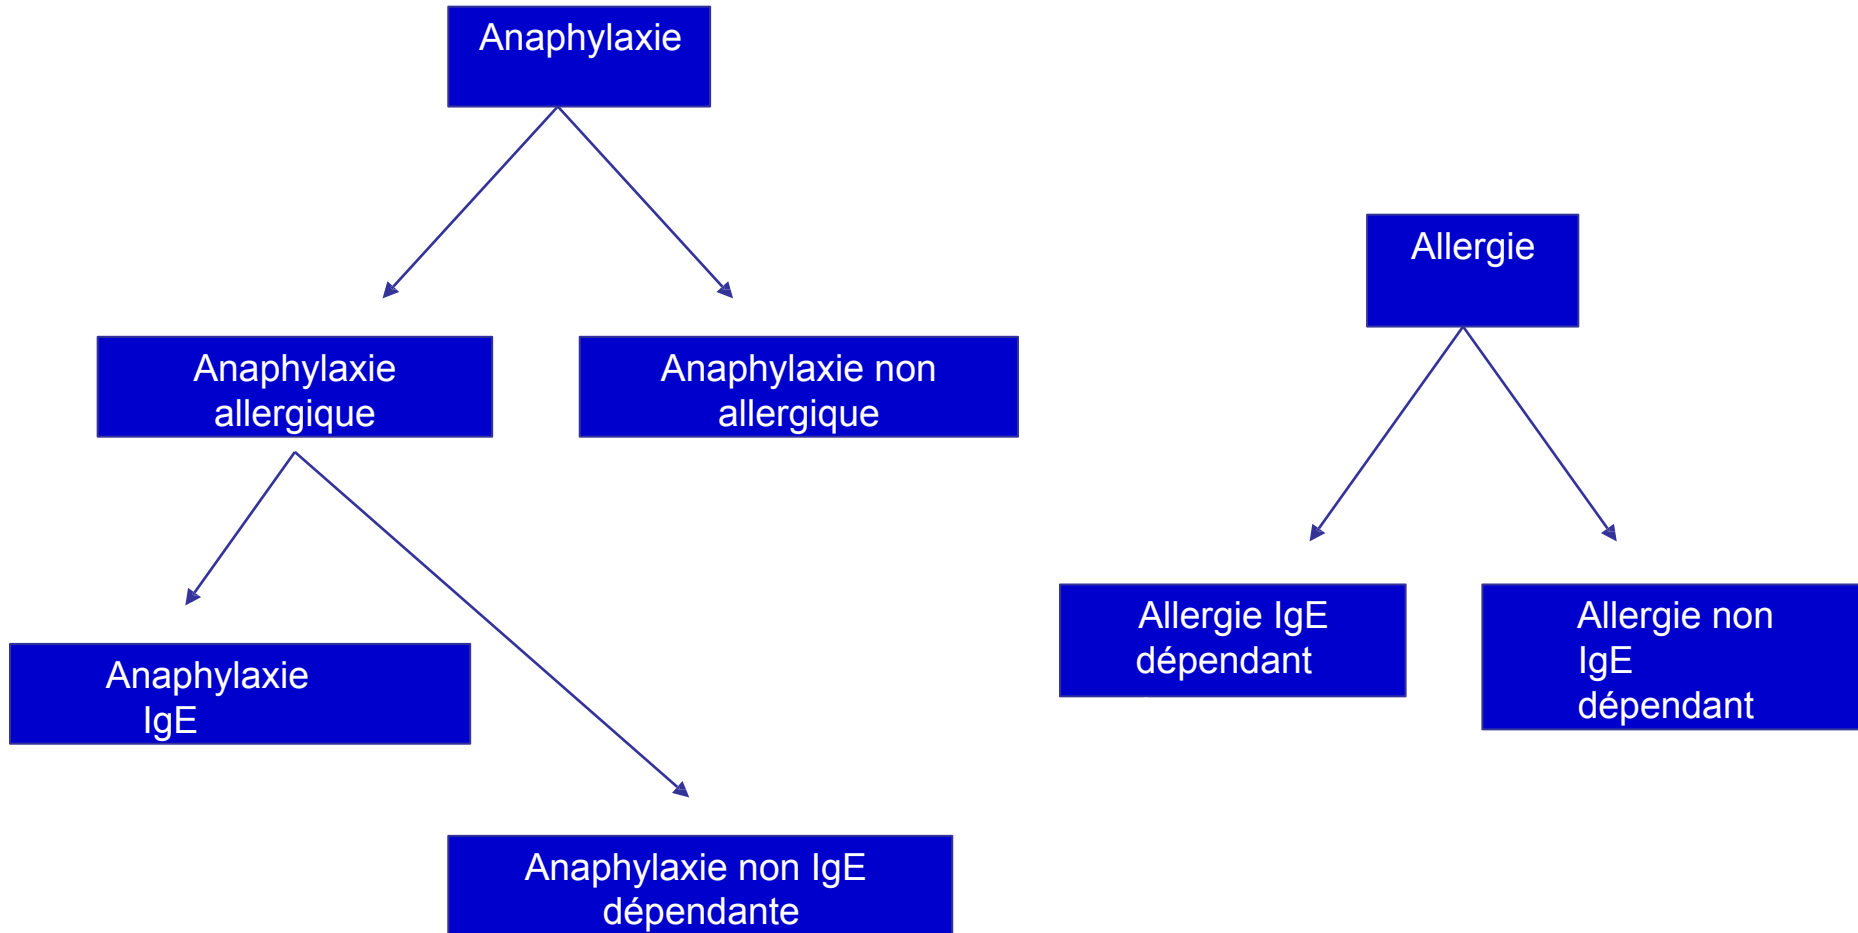 Anaphylaxie
Allergie
Anaphylaxie
allergique
Anaphylaxie non
allergique
Anaphylaxie
IgE
Allergie IgE
dépendant
Allergie non
IgE
dépendant
Anaphylaxie non IgE
dépendante